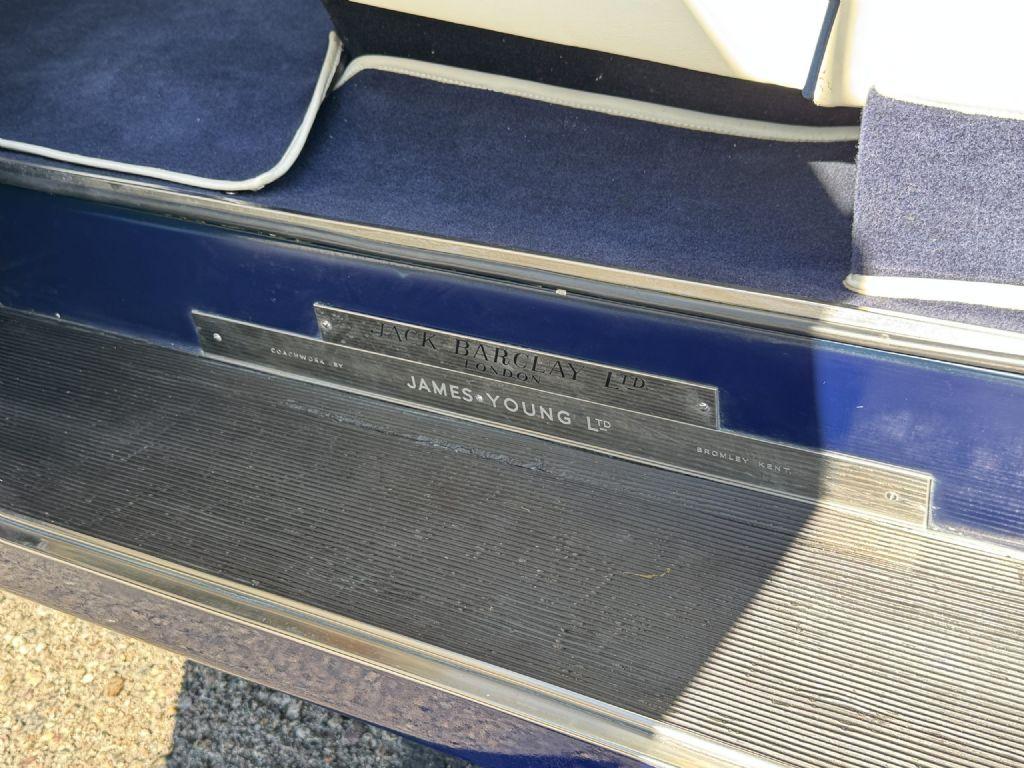 JACK BARCLAY LTD
LONDON
COACHWORK BY
JAMES•YOUNG LTD
BROMLEY KENT.